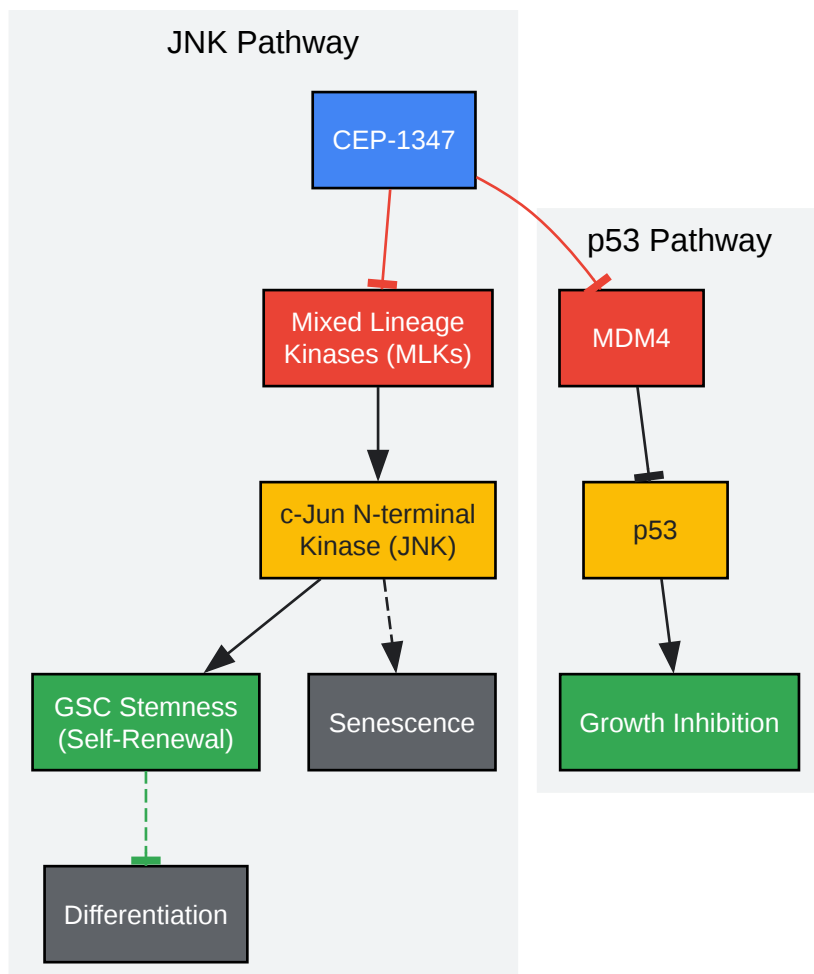 JNK Pathway
CEP-1347
p53 Pathway
Mixed Lineage
Kinases (MLKs)
MDM4
c-Jun N-terminal
Kinase (JNK)
p53
GSC Stemness
(Self-Renewal)
Senescence
Growth Inhibition
Differentiation